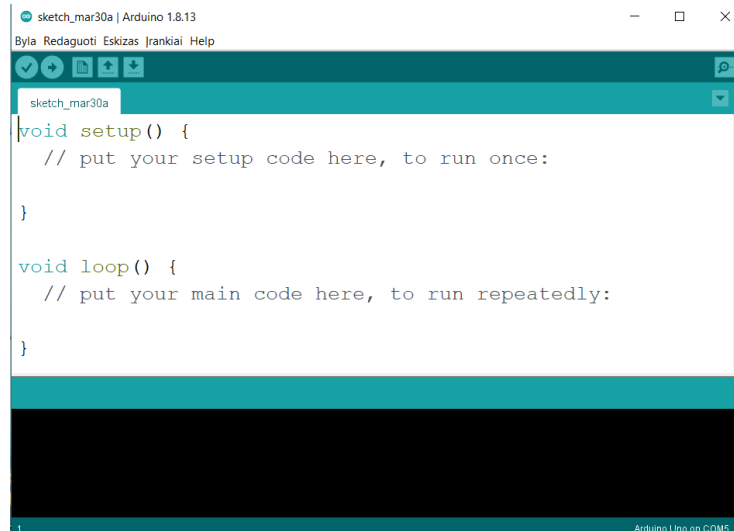 sketch_mar30a | Arduino 1.8.13
Byla Redaguoti Eskizas Įrankiai Help
sketch_mar30a
void setup() {
  // put your setup code here, to run once:
}
void loop() {
  // put your main code here, to run repeatedly:
}
1 Arduino Uno on COM5